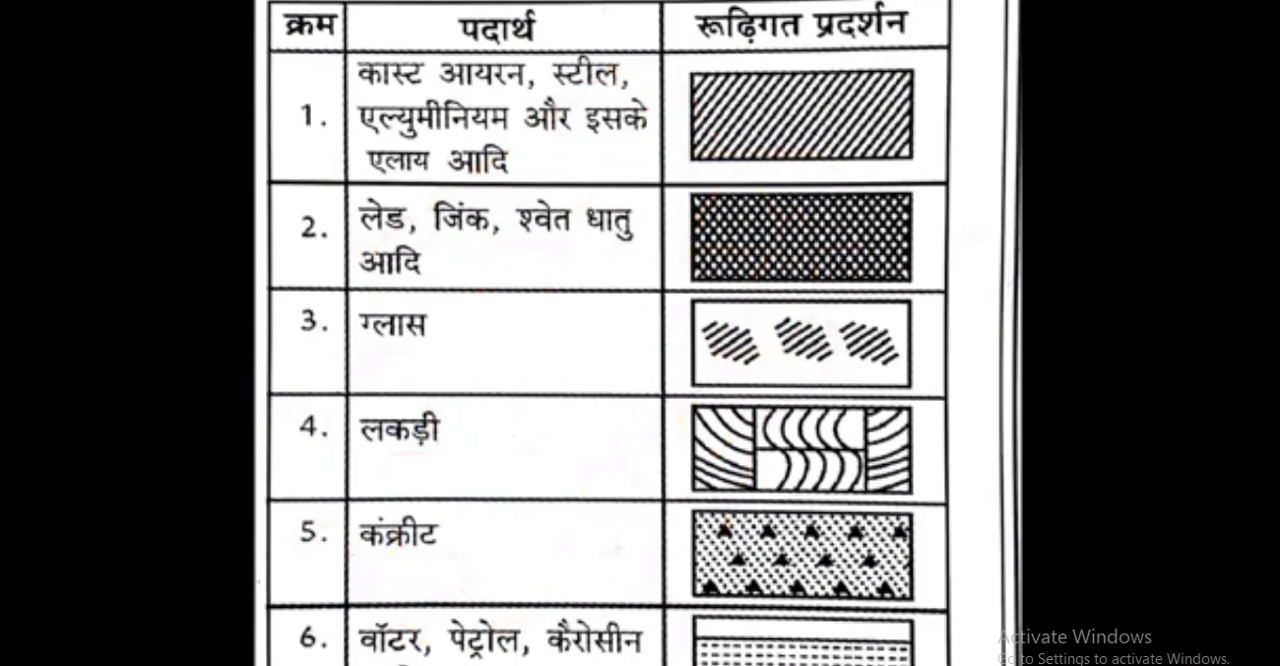 क्रम पदार्थ रूढ़िगत प्रदर्शन
कास्ट आयरन, स्टील,
1. एल्युमीनियम और इसके
एलाय आदि
2. लेड, जिंक, श्वेत धातु
आदि
3. ग्लास
4. लकड़ी
5. कंक्रीट
6. वॉटर, पेट्रोल, कैरोसीन
Activate Windows
Go to Settings to activate Windows.